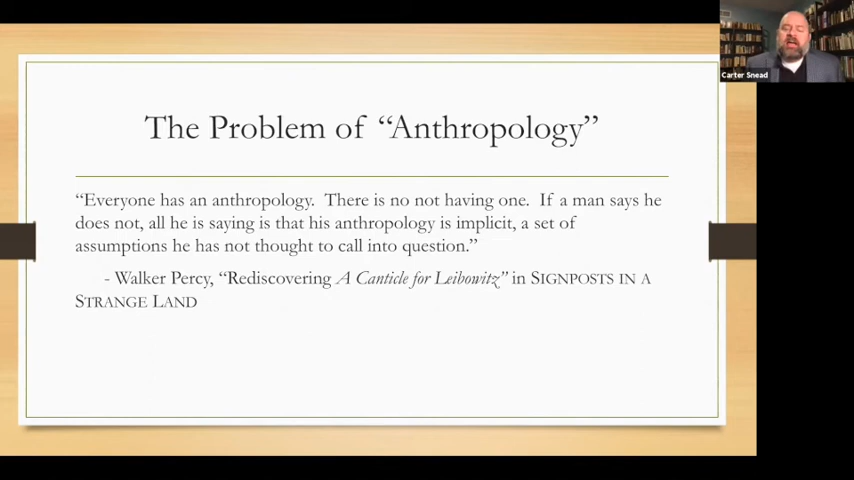 Carter Snead
The Problem of “Anthropology”
“Everyone has an anthropology.  There is no not having one.  If a man says he
does not, all he is saying is that his anthropology is implicit, a set of
assumptions he has not thought to call into question.”
- Walker Percy, “Rediscovering A Canticle for Leibowitz” in SIGNPOSTS IN A
STRANGE LAND